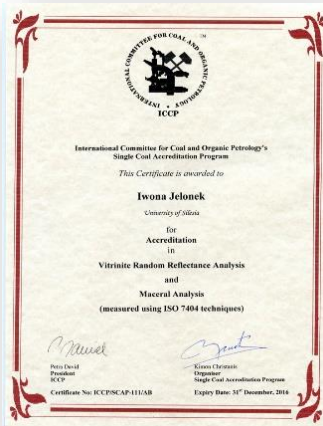 INTERNATIONAL COMMITTEE FOR COAL AND ORGANIC PETROLOGY
ICCP
International Committee for Coal and Organic Petrology's
Single Coal Accreditation Program
This Certificate is awarded to
Iwona Jelonek
University of Silesia
for
Accreditation
in
Vitrinite Random Reflectance Analysis
and
Maceral Analysis
(measured using ISO 7404 techniques)
Petra David
President
ICCP
Certificate No: ICCP/SCAP-111/AB
Kimon Christanis
Organiser
Single Coal Accreditation Program
Expiry Date: 31st December, 2016